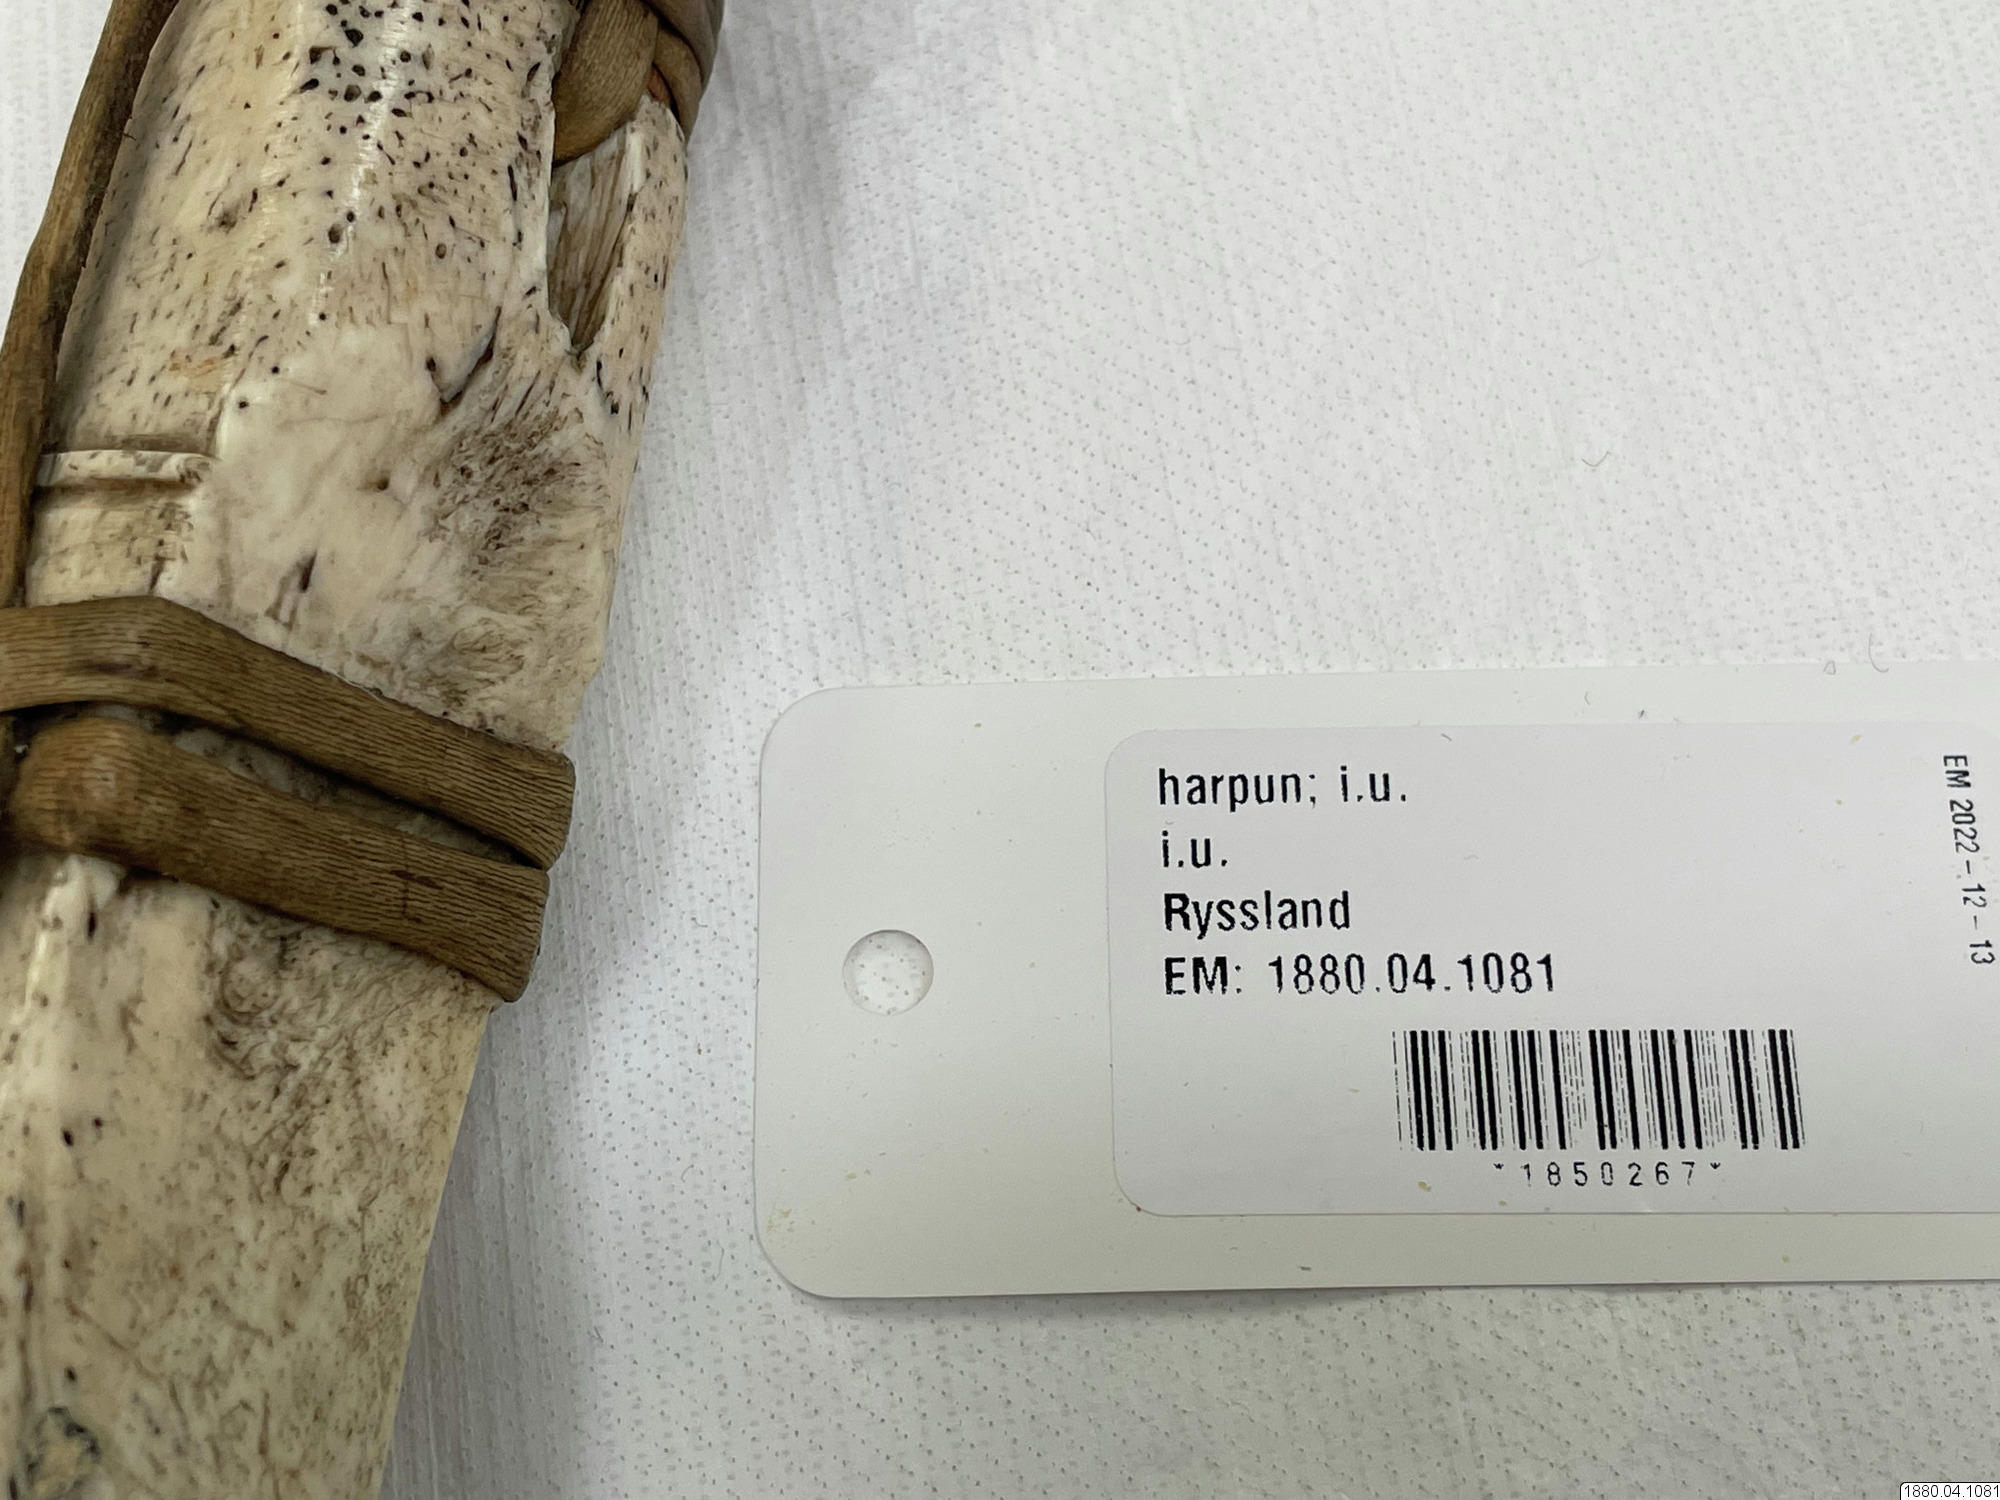 harpun; i.u.
i.u.
Ryssland
EM: 1880.04.1081
*1850267*
EM 2022-12-13
1880.04.1081